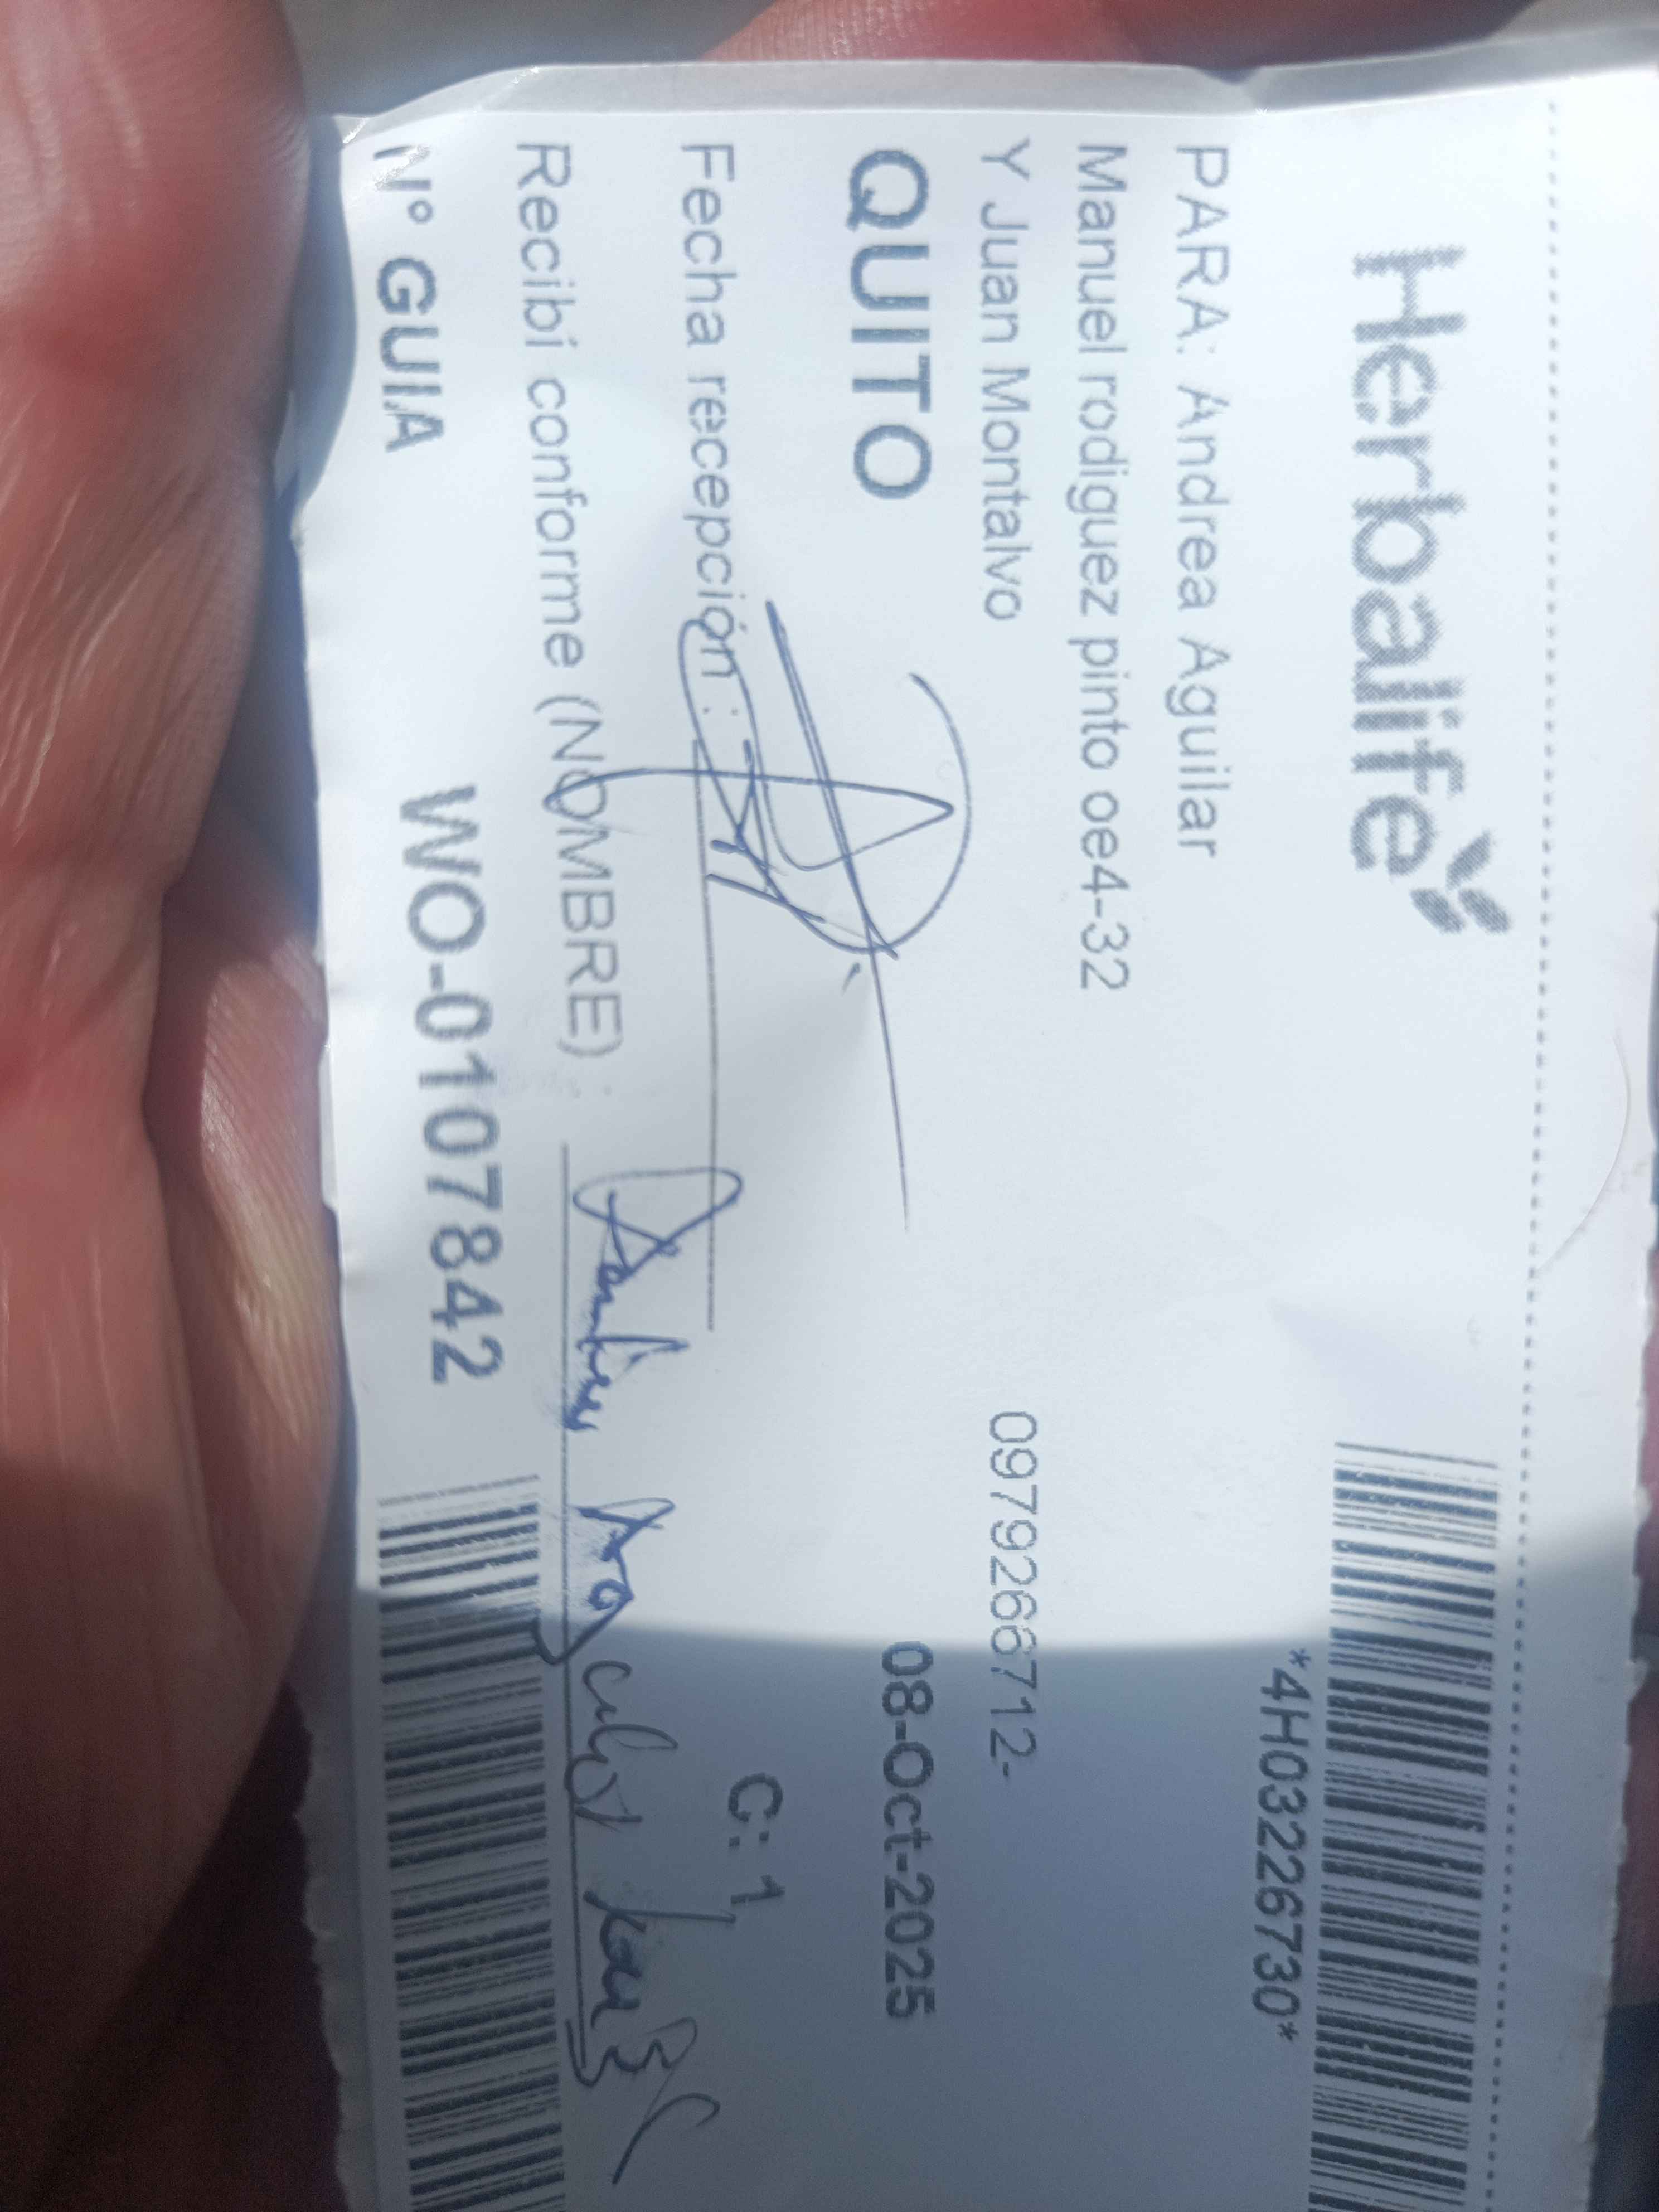 Herbalife
*4H03226730*
PARA: Andrea Aguilar
Manuel rodiguez pinto oe4-32
Y Juan Montalvo 0979266712-
QUITO 08-Oct-2025
Fecha recepción :
C: 1
Recibí conforme (NOMBRE) :
N° GUIA WO-0107842